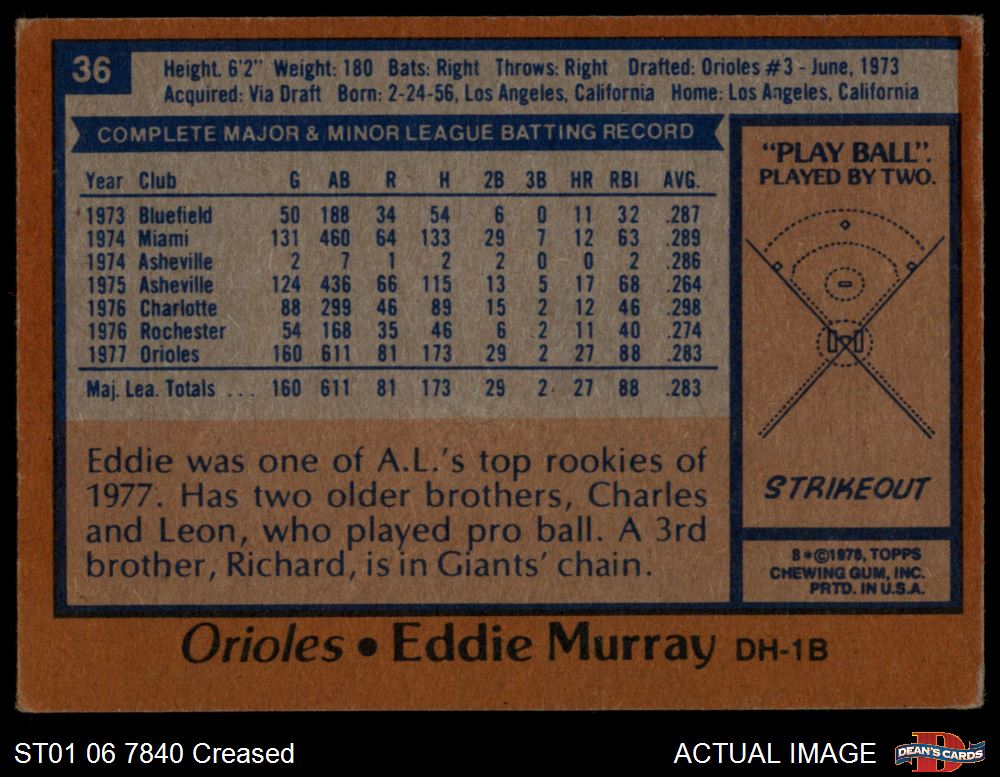 36
Height. 6'2" Weight: 180 Bats: Right Throws: Right Drafted: Orioles #3 - June, 1973
Acquired: Via Draft Born: 2-24-56, Los Angeles, California Home: Los Angeles, California
COMPLETE MAJOR & MINOR LEAGUE BATTING RECORD
Year Club G AB R H 2B 3B HR RBI AVG.
1973 Bluefield 50 188 34 54 6 0 11 32 .287
1974 Miami 131 460 64 133 29 7 12 63 .289
1974 Asheville 2 7 1 2 2 0 0 2 .286
1975 Asheville 124 436 66 115 13 5 17 68 .264
1976 Charlotte 88 299 46 89 15 2 12 46 .298
1976 Rochester 54 168 35 46 6 2 11 40 .274
1977 Orioles 160 611 81 173 29 2 27 88 .283
Maj. Lea. Totals . . . 160 611 81 173 29 2 27 88 .283
Eddie was one of A.L.'s top rookies of
1977. Has two older brothers, Charles
and Leon, who played pro ball. A 3rd
brother, Richard, is in Giants' chain.
"PLAY BALL".
PLAYED BY TWO.
STRIKEOUT
B*©1978, TOPPS
CHEWING GUM, INC.
PRTD. IN U.S.A.
Orioles • Eddie Murray DH-1B
ST01 06 7840 Creased
ACTUAL IMAGE
DEAN'S CARDS